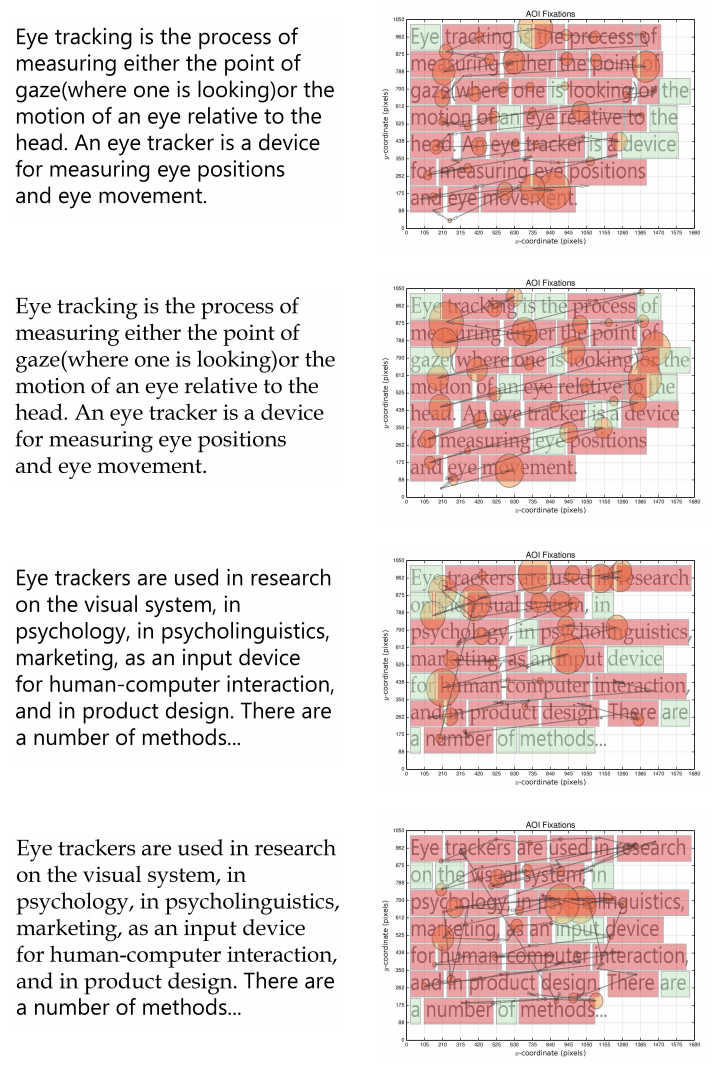 Eye tracking is the process of
measuring either the point of
gaze(where one is looking)or the
motion of an eye relative to the
head. An eye tracker is a device
for measuring eye positions
and eye movement.
AOI Fixations
1050
962
875
788
700
612
525
438
350
262
175
88
0
y-coordinate (pixels)
Eye tracking is the process of
measuring either the point of
gaze(where one is looking)or the
motion of an eye relative to the
head. An eye tracker is a device
for measuring eye positions
and eye movement.
0 105 210 315 420 525 630 735 840 945 1050 1155 1260 1365 1470 1575 1680
x-coordinate (pixels)
Eye tracking is the process of
measuring either the point of
gaze(where one is looking)or the
motion of an eye relative to the
head. An eye tracker is a device
for measuring eye positions
and eye movement.
AOI Fixations
1050
962
875
788
700
612
525
438
350
262
175
88
0
y-coordinate (pixels)
Eye tracking is the process of
measuring either the point of
gaze(where one is looking)or the
motion of an eye relative to the
head. An eye tracker is a device
for measuring eye positions
and eye movement.
0 105 210 315 420 525 630 735 840 945 1050 1155 1260 1365 1470 1575 1680
x-coordinate (pixels)
Eye trackers are used in research
on the visual system, in
psychology, in psycholinguistics,
marketing, as an input device
for human-computer interaction,
and in product design. There are
a number of methods...
AOI Fixations
1050
962
875
788
700
612
525
438
350
262
175
88
0
y-coordinate (pixels)
Eye trackers are used in research
on the visual system, in
psychology, in psycholinguistics,
marketing, as an input device
for human-computer interaction,
and in product design. There are
a number of methods...
0 105 210 315 420 525 630 735 840 945 1050 1155 1260 1365 1470 1575 1680
x-coordinate (pixels)
Eye trackers are used in research
on the visual system, in
psychology, in psycholinguistics,
marketing, as an input device
for human-computer interaction,
and in product design. There are
a number of methods...
AOI Fixations
1050
962
875
788
700
612
525
438
350
262
175
88
0
y-coordinate (pixels)
Eye trackers are used in research
on the visual system, in
psychology, in psycholinguistics,
marketing, as an input device
for human-computer interaction,
and in product design. There are
a number of methods...
0 105 210 315 420 525 630 735 840 945 1050 1155 1260 1365 1470 1575 1680
x-coordinate (pixels)